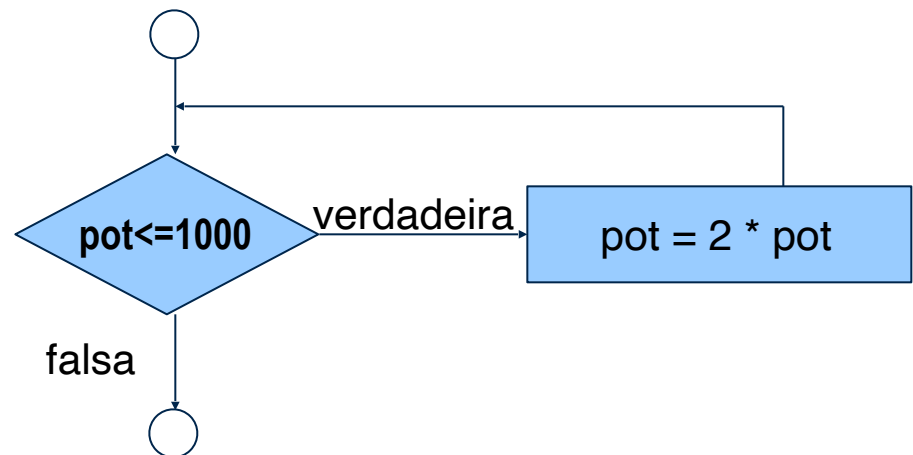 verdadeira
pot<=1000
pot = 2 * pot
falsa